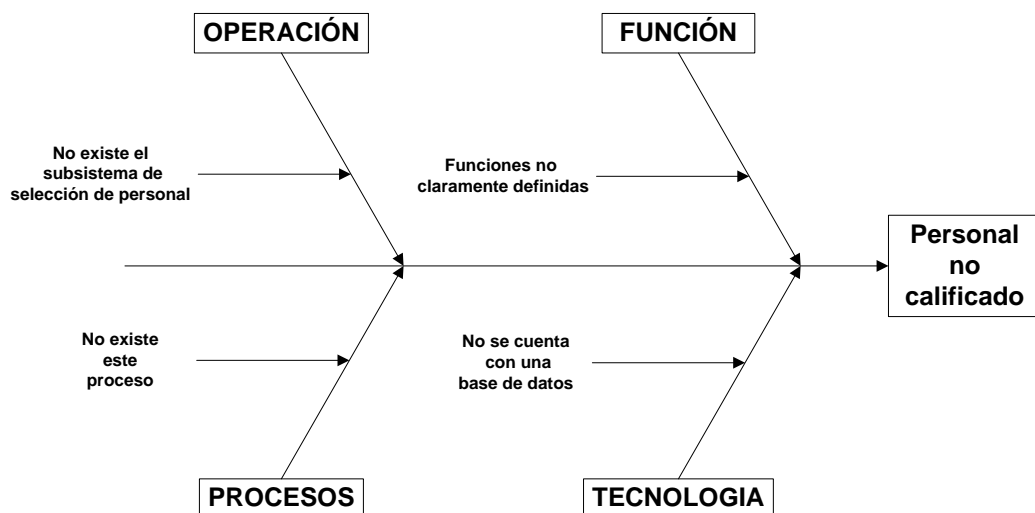 OPERACIÓN
FUNCIÓN
No existe el
subsistema de
selección de personal
Funciones no
claramente definidas
Personal
no
calificado
No existe
este
proceso
No se cuenta
con una
base de datos
PROCESOS
TECNOLOGIA